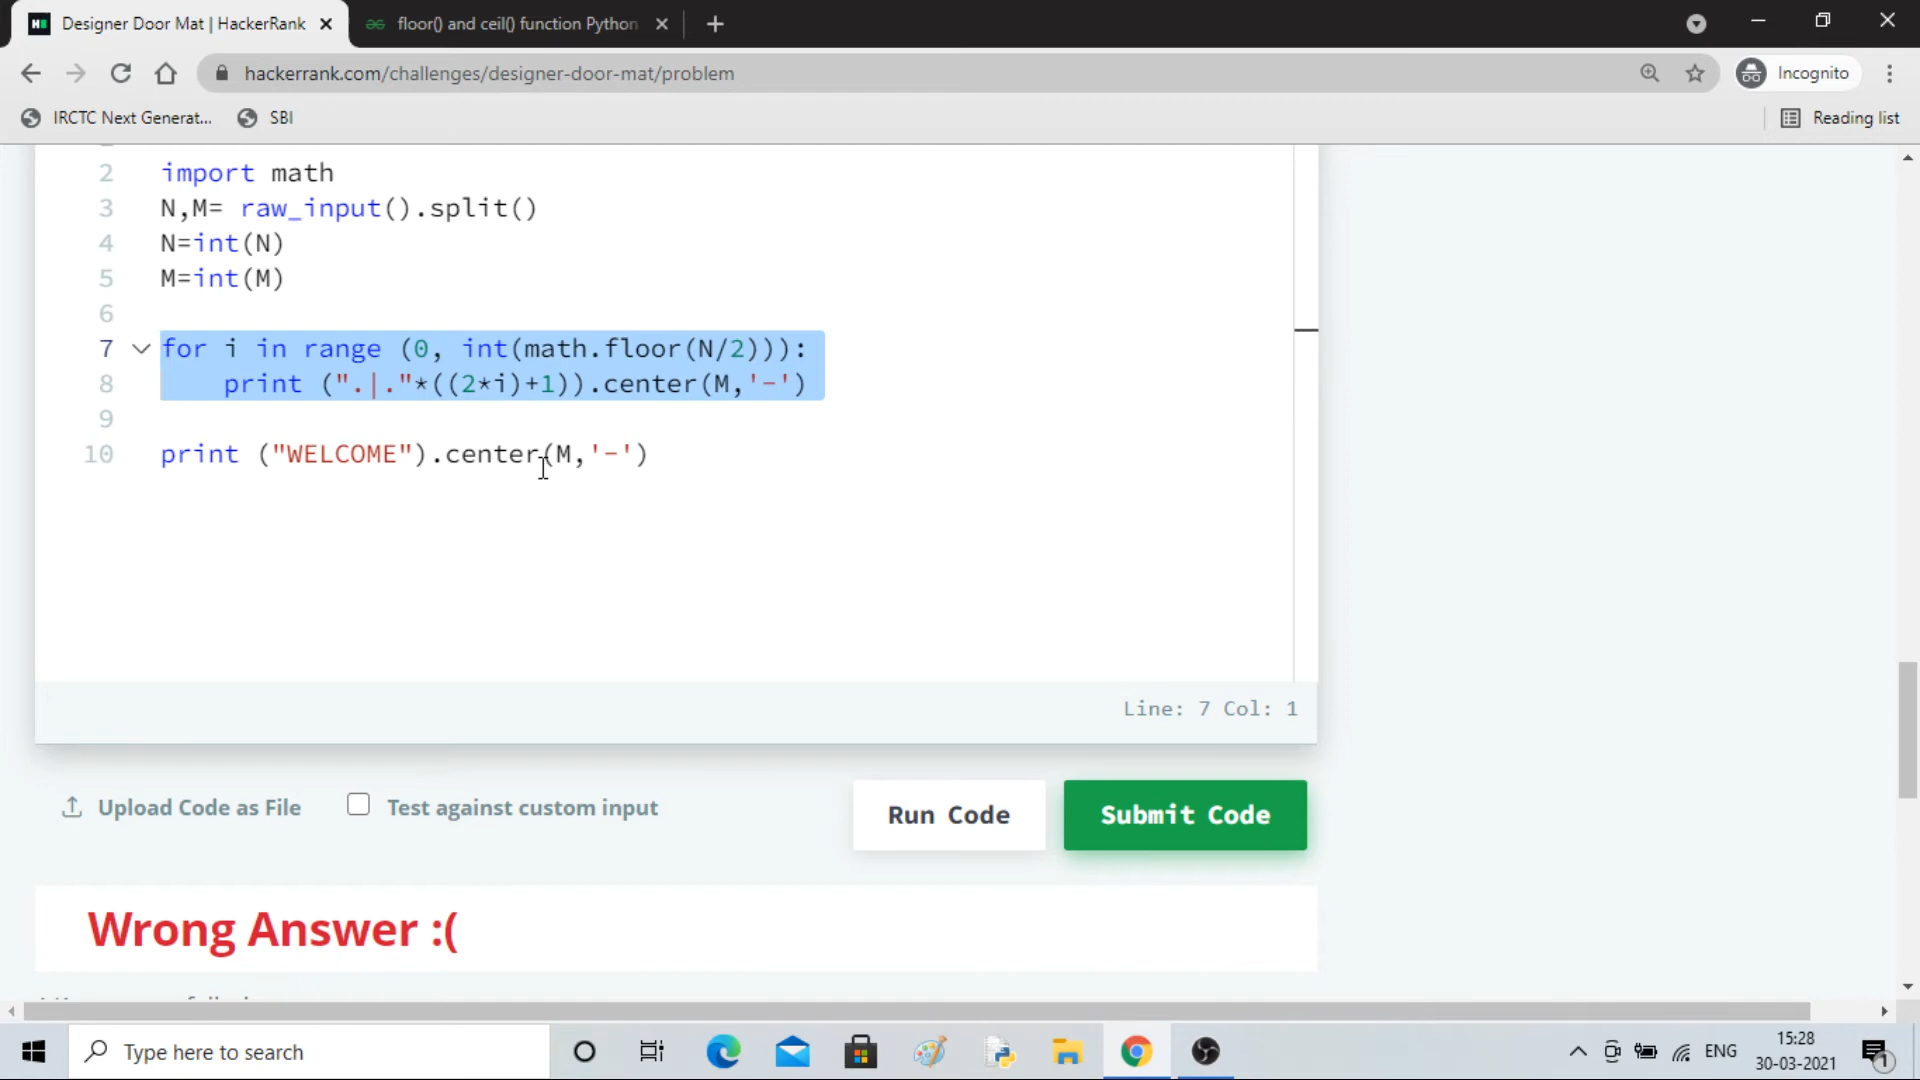 Designer Door Mat | HackerRank
floor() and ceil() function Python
hackerrank.com/challenges/designer-door-mat/problem
Incognito
IRCTC Next Generat...
SBI
Reading list
2 import math
3 N,M= raw_input().split()
4 N=int(N)
5 M=int(M)
6
7 for i in range (0, int(math.floor(N/2))):
8 print (".|."*((2*i)+1)).center(M,'-')
9
10 print ("WELCOME").center(M,'-')
Line: 7 Col: 1
Upload Code as File
Test against custom input
Run Code
Submit Code
Wrong Answer :(
Type here to search
ENG
15:28
30-03-2021
1